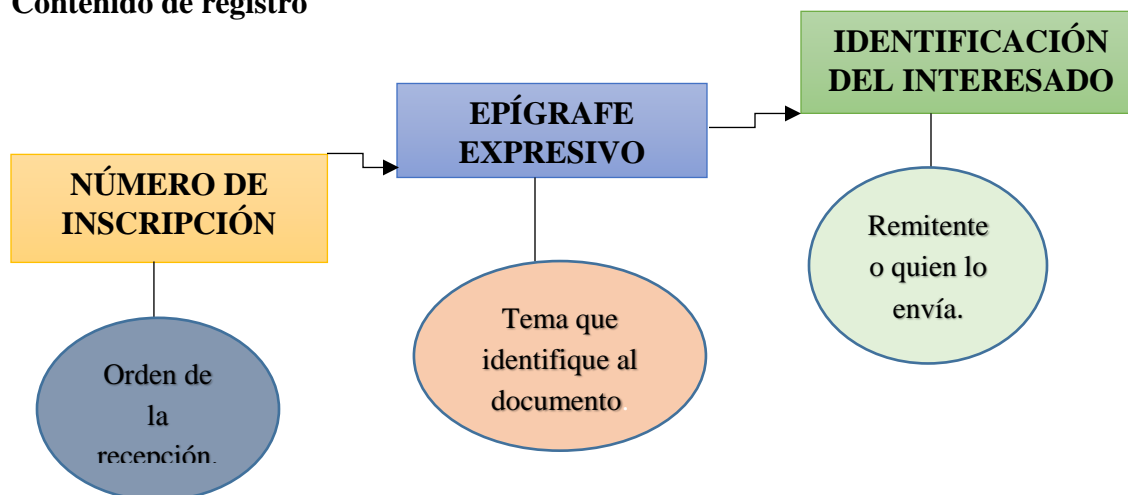 Contenido de registro
IDENTIFICACIÓN
DEL INTERESADO
EPÍGRAFE
EXPRESIVO
NÚMERO DE
INSCRIPCIÓN
Remitente
o quien lo
envía.
Tema que
identifique al
documento.
Orden de
la
recepción.